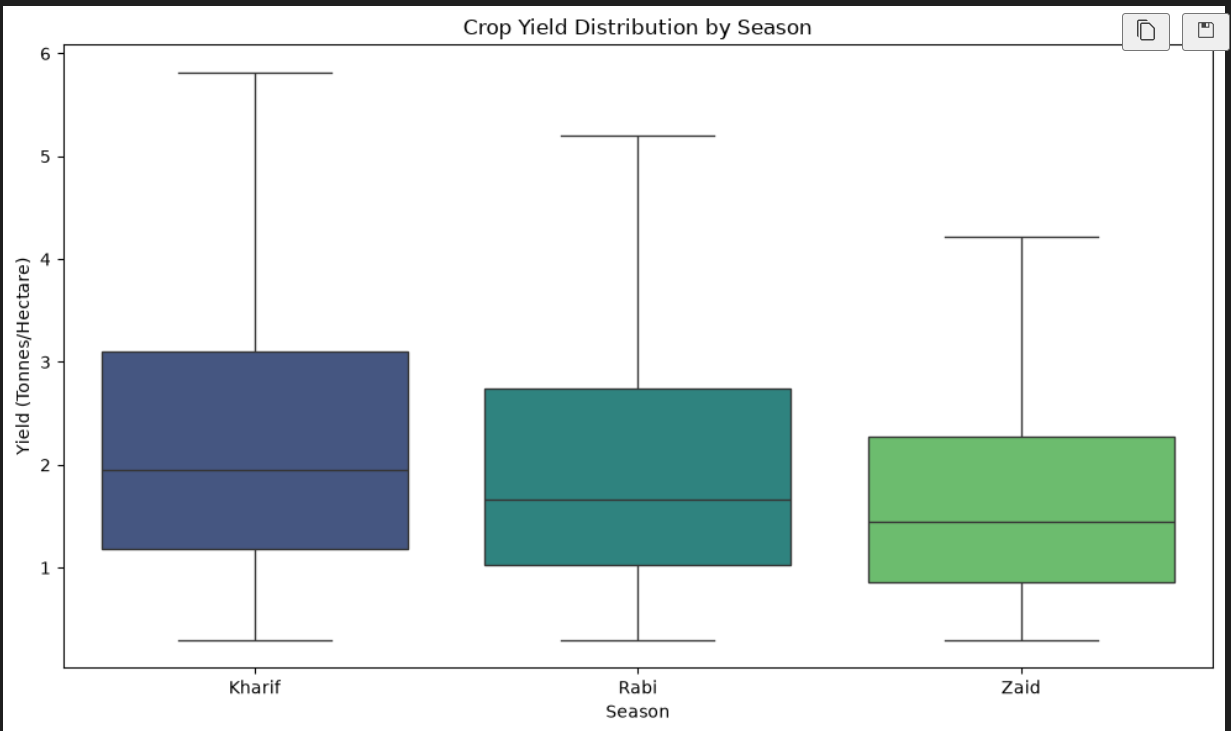 Crop Yield Distribution by Season
Yield (Tonnes/Hectare)
6
5
4
3
2
1
Kharif
Rabi
Zaid
Season